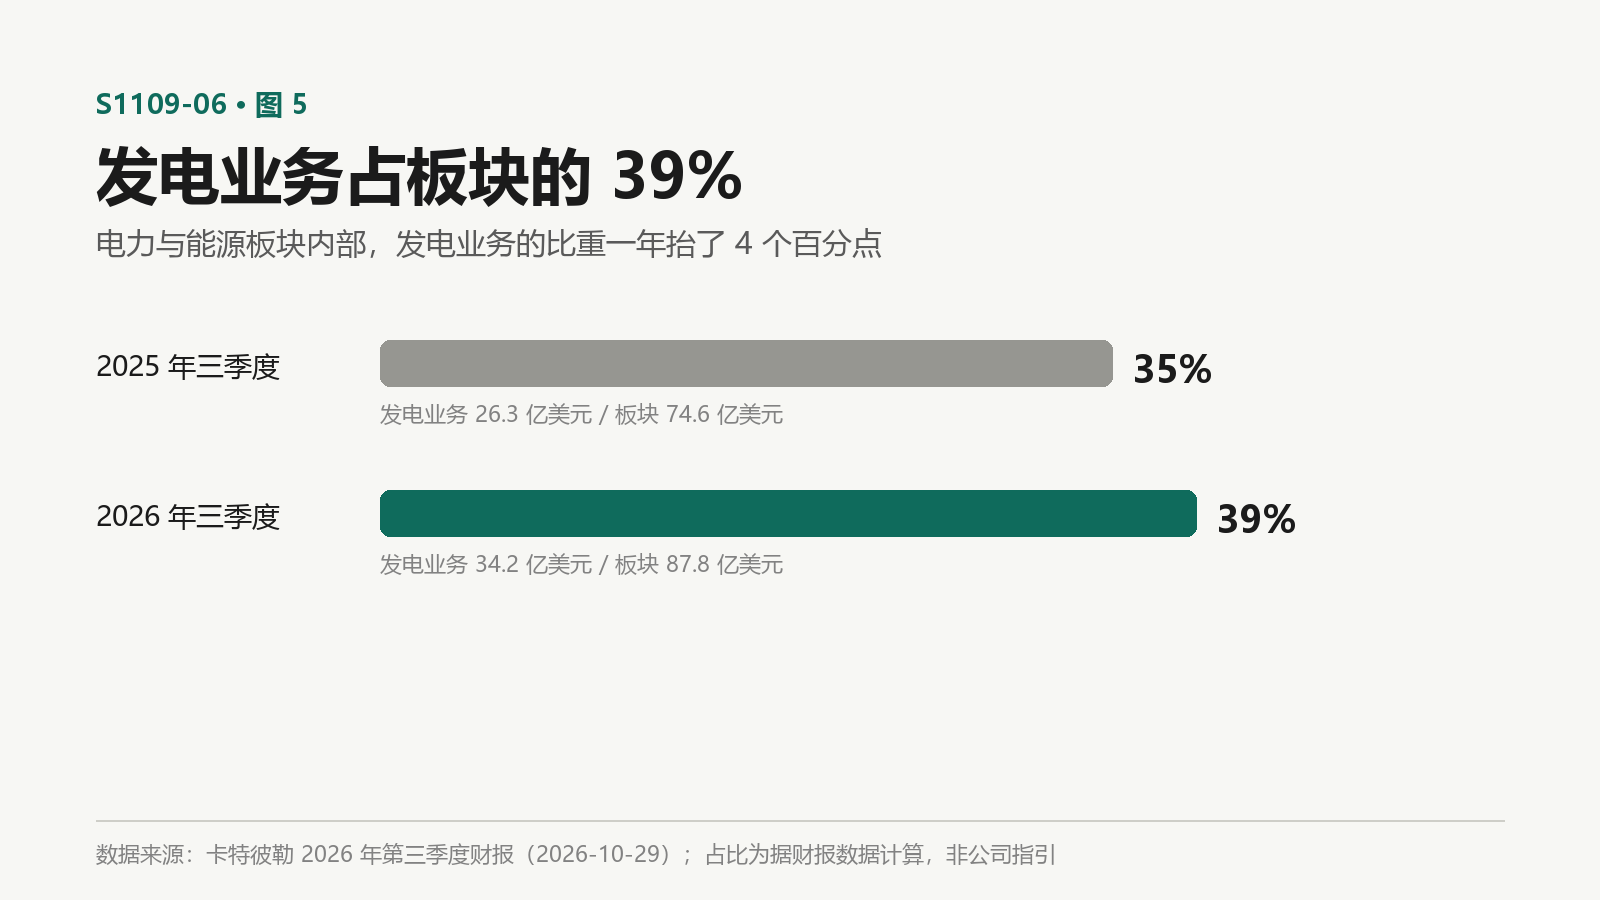 S1109-06 • 图 5
发电业务占板块的 39%
电力与能源板块内部，发电业务的比重一年抬了 4 个百分点
2025 年三季度
35%
发电业务 26.3 亿美元 / 板块 74.6 亿美元
2026 年三季度
39%
发电业务 34.2 亿美元 / 板块 87.8 亿美元
数据来源：卡特彼勒 2026 年第三季度财报（2026-10-29）；占比为据财报数据计算，非公司指引